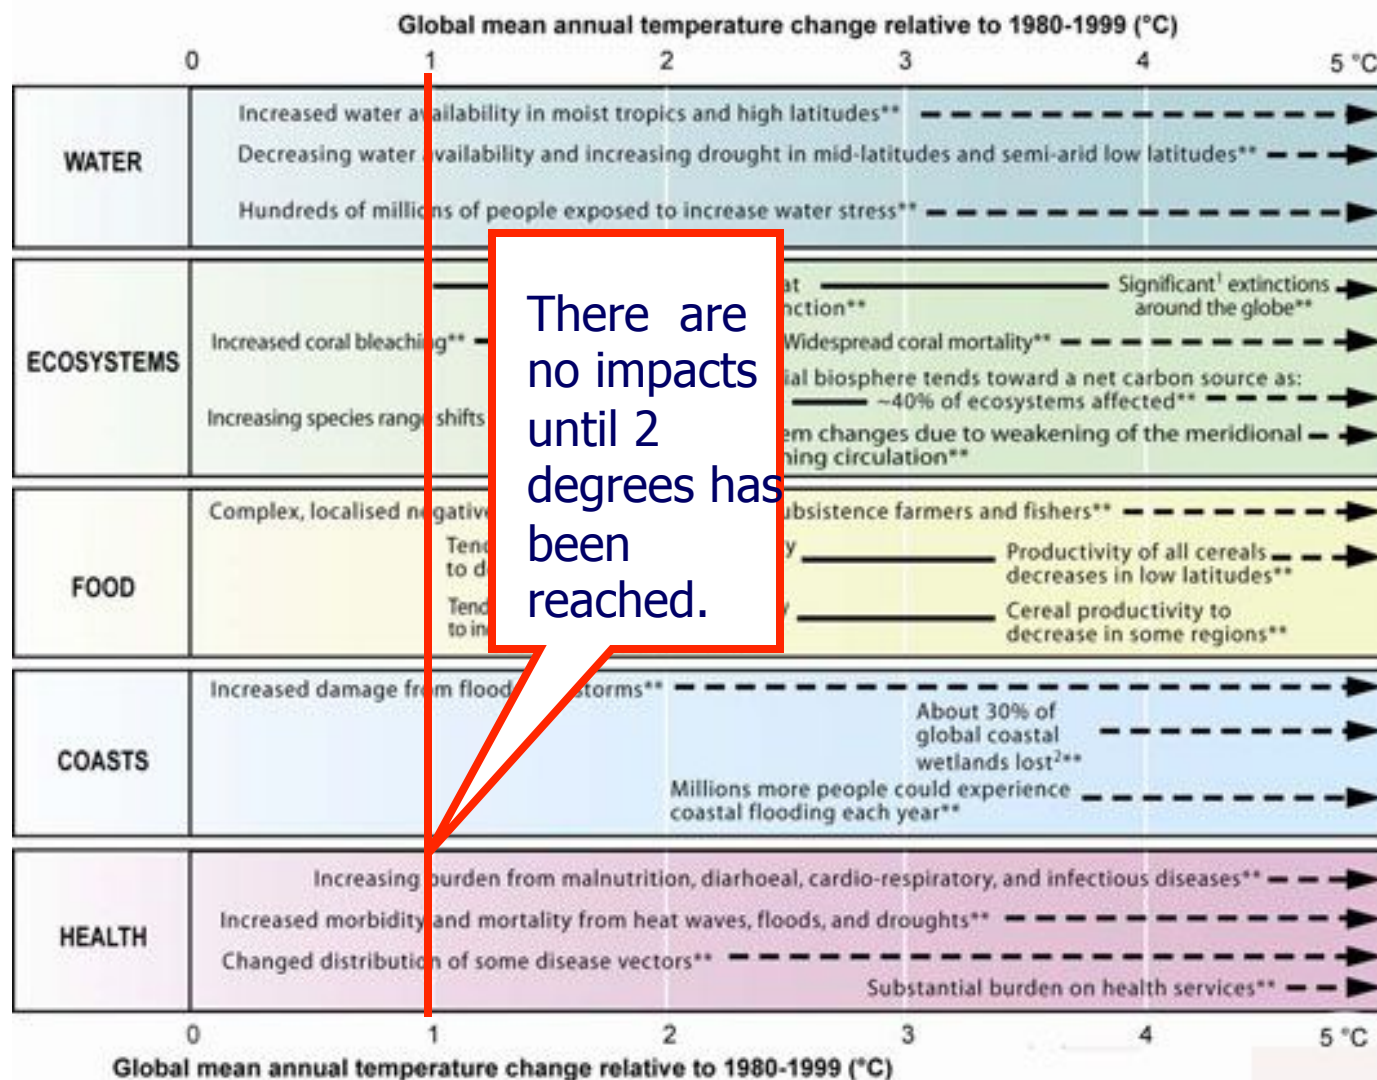 Global mean annual temperature change relative to 1980-1999 (°C)
0 1 2 3 4 5 °C
WATER
Increased water availability in moist tropics and high latitudes**
Decreasing water availability and increasing drought in mid-latitudes and semi-arid low latitudes**
Hundreds of millions of people exposed to increase water stress**
ECOSYSTEMS
at
nction**
Significant¹ extinctions
around the globe**
Increased coral bleaching**
Widespread coral mortality**
ial biosphere tends toward a net carbon source as:
~40% of ecosystems affected**
Increasing species range shifts
em changes due to weakening of the meridional
ning circulation**
There are
no impacts
until 2
degrees has
been
reached.
FOOD
Complex, localised negative
ubsistence farmers and fishers**
Tend
to d
y
Productivity of all cereals
decreases in low latitudes**
Tend
to in
y
Cereal productivity to
decrease in some regions**
COASTS
Increased damage from flood storms**
About 30% of
global coastal
wetlands lost²**
Millions more people could experience
coastal flooding each year**
HEALTH
Increasing burden from malnutrition, diarhoeal, cardio-respiratory, and infectious diseases**
Increased morbidity and mortality from heat waves, floods, and droughts**
Changed distribution of some disease vectors**
Substantial burden on health services**
0 1 2 3 4 5 °C
Global mean annual temperature change relative to 1980-1999 (°C)